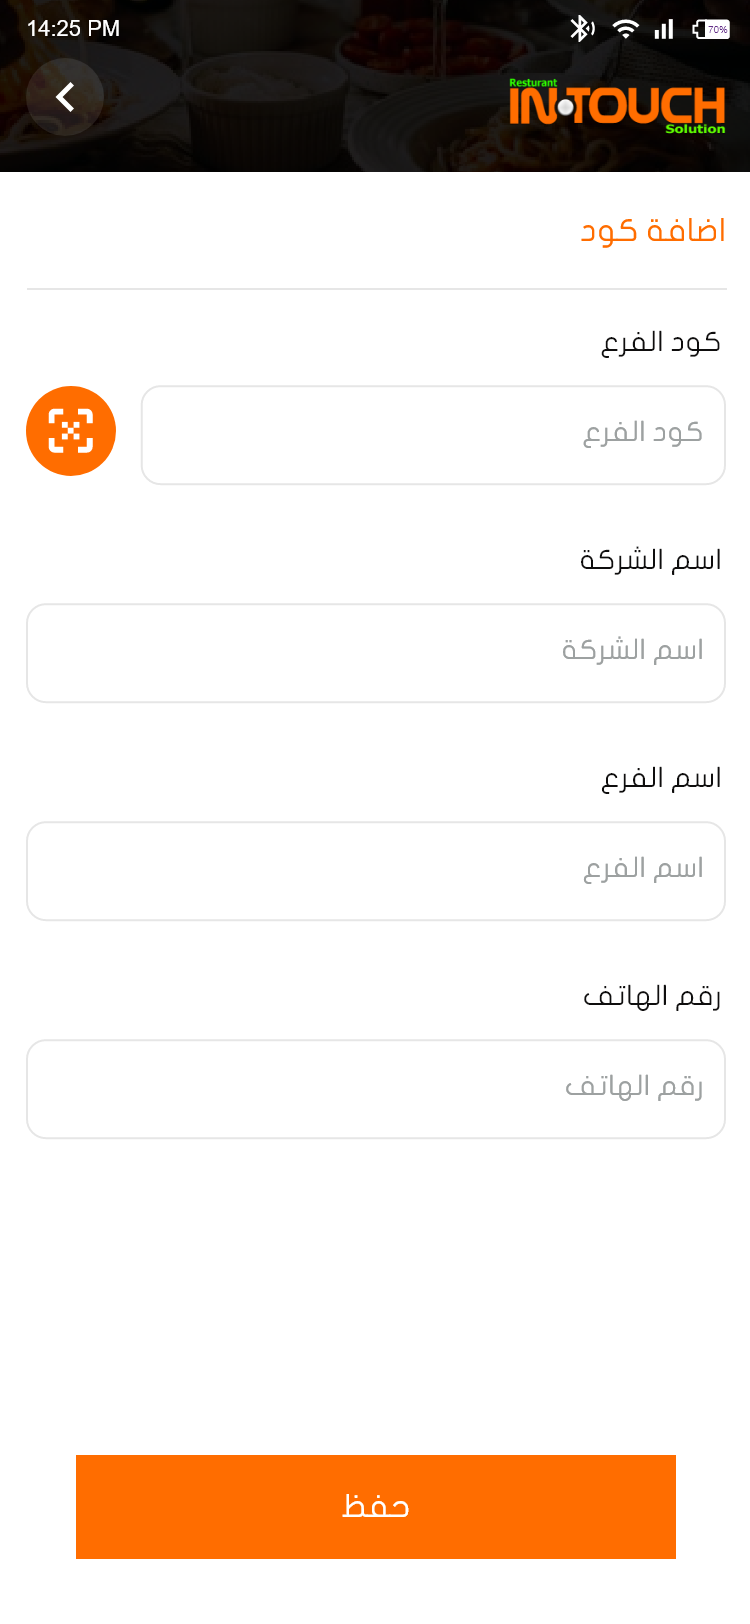 14:25 PM
70%
Resturant
IN TOUCH
Solution
اضافة كود
كود الفرع
كود الفرع
اسم الشركة
اسم الشركة
اسم الفرع
اسم الفرع
رقم الهاتف
رقم الهاتف
حفظ